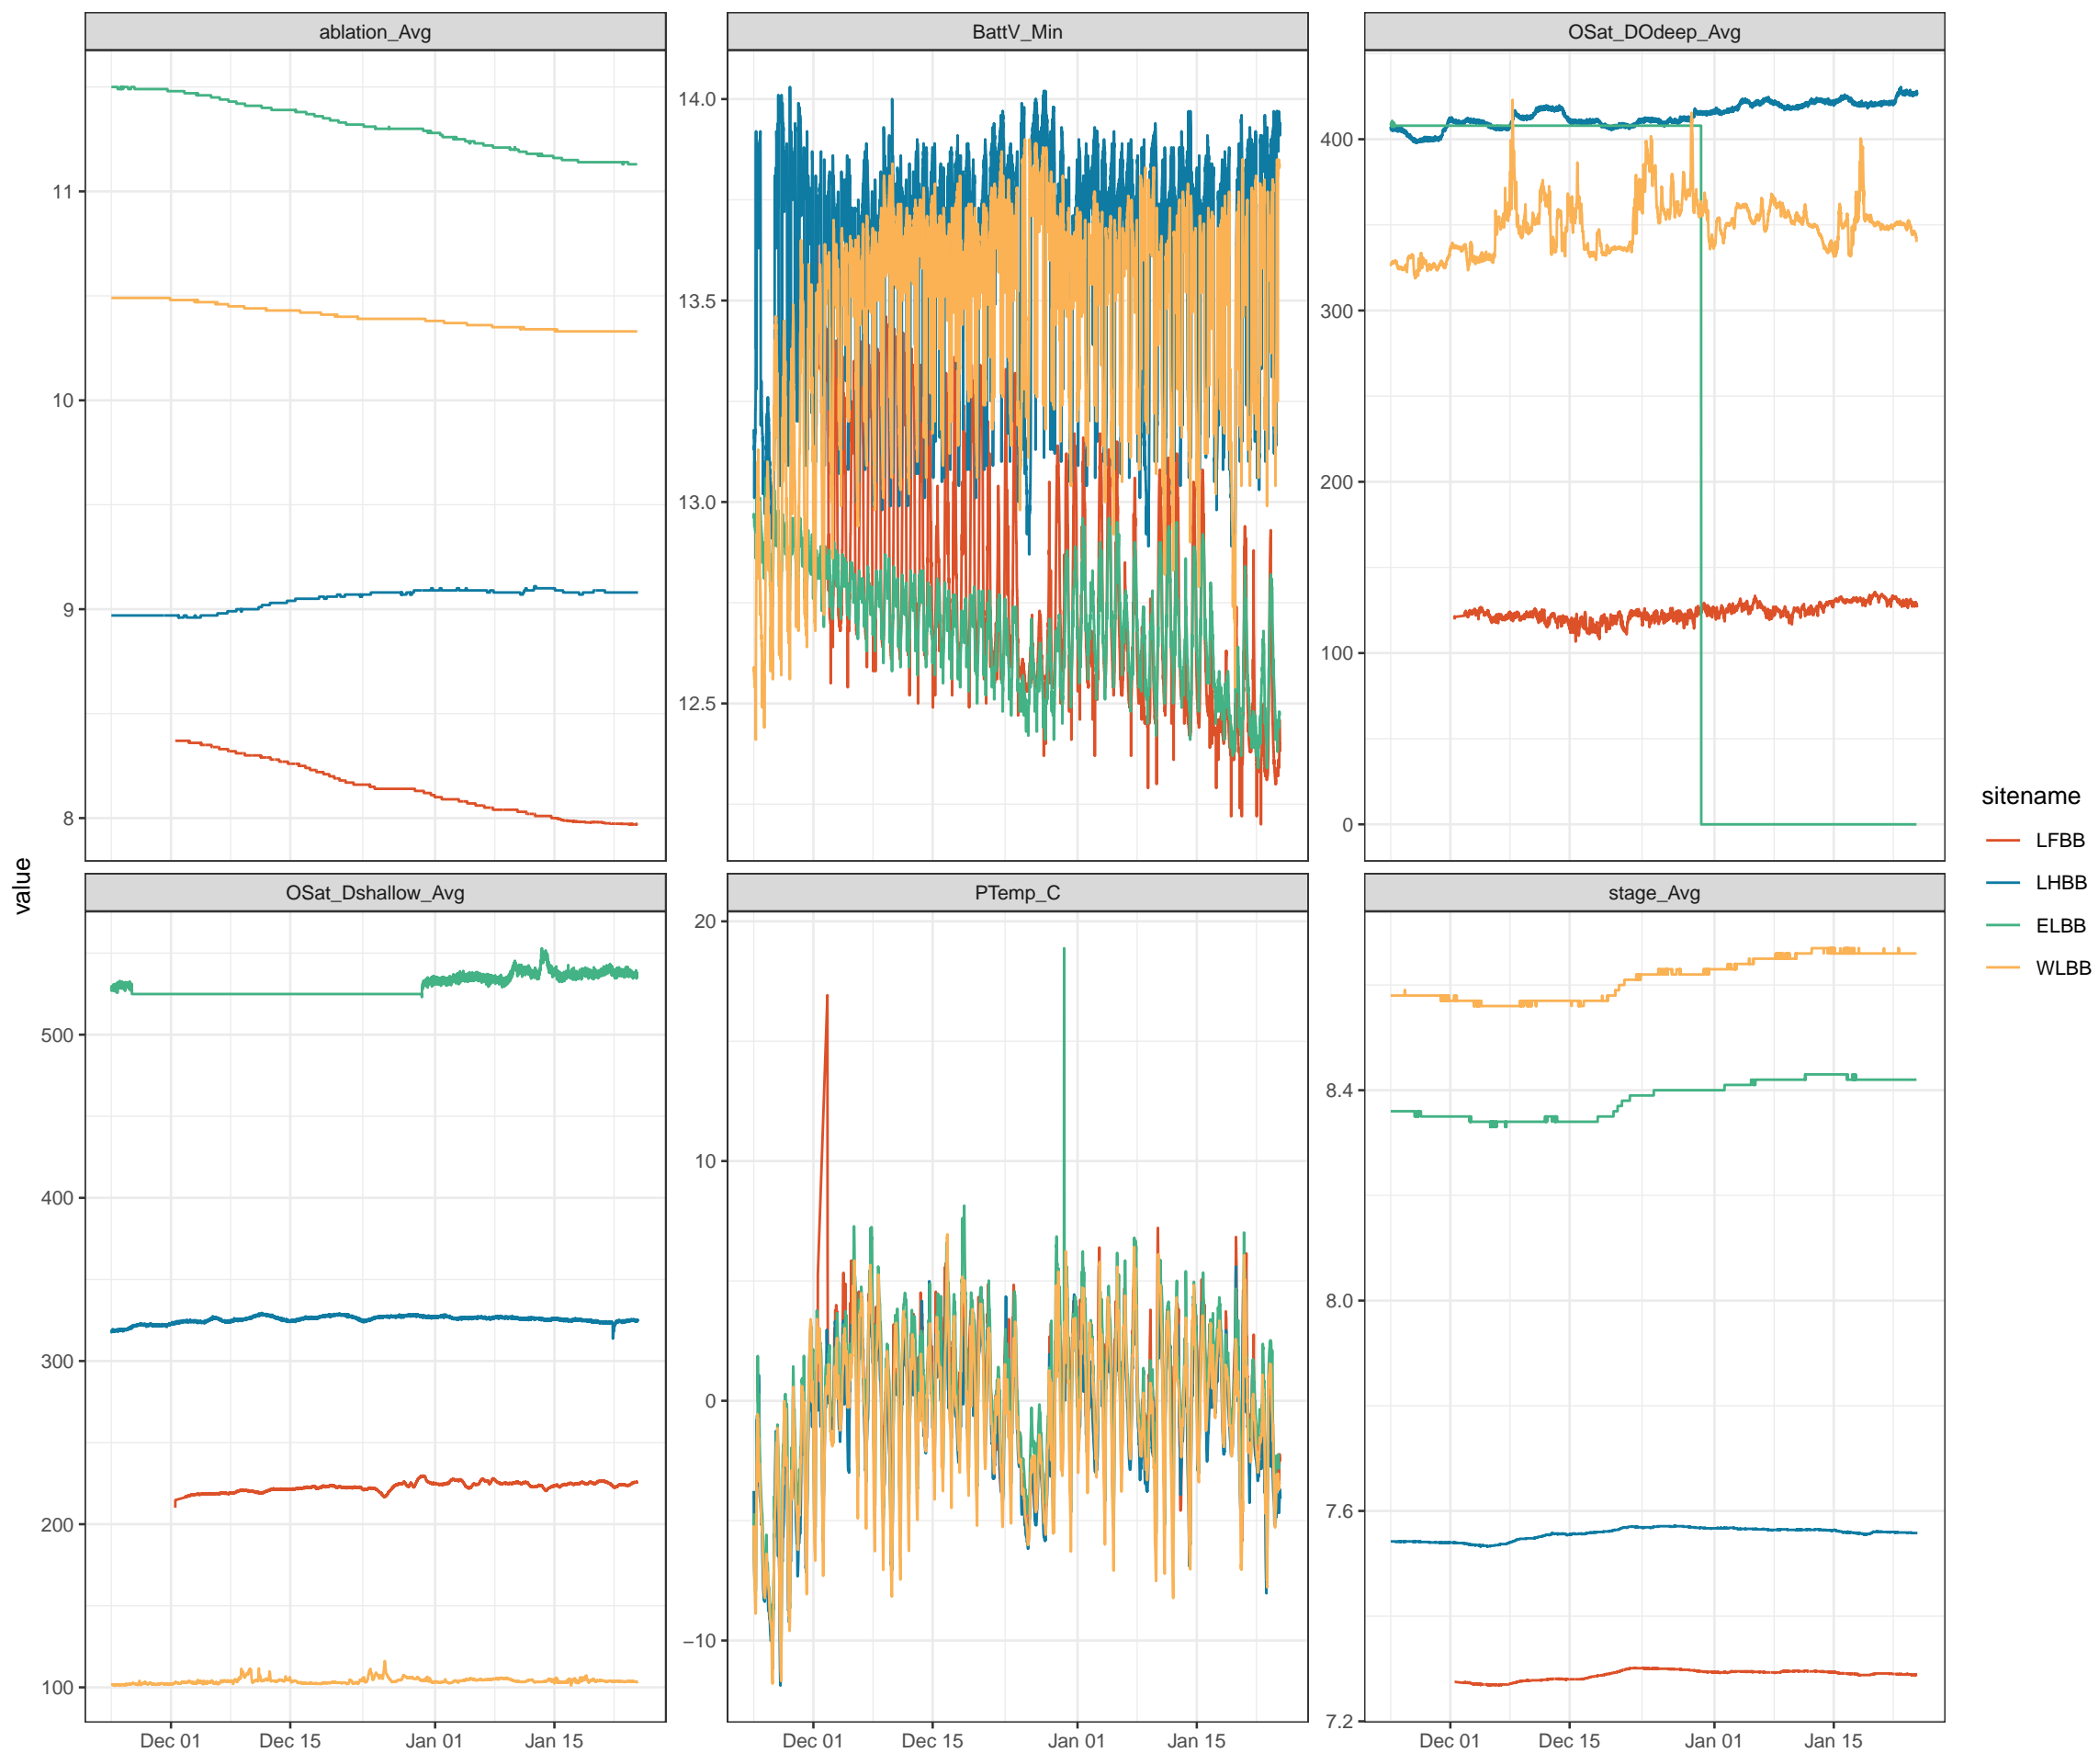 ablation_Avg
BattV_Min
OSat_DOdeep_Avg
11
10
9
8
14.0
13.5
13.0
12.5
400
300
200
100
0
value
OSat_Dshallow_Avg
PTemp_C
stage_Avg
500
400
300
200
100
20
10
0
−10
8.4
8.0
7.6
7.2
Dec 01 Dec 15 Jan 01 Jan 15
Dec 01 Dec 15 Jan 01 Jan 15
Dec 01 Dec 15 Jan 01 Jan 15
sitename
LFBB
LHBB
ELBB
WLBB